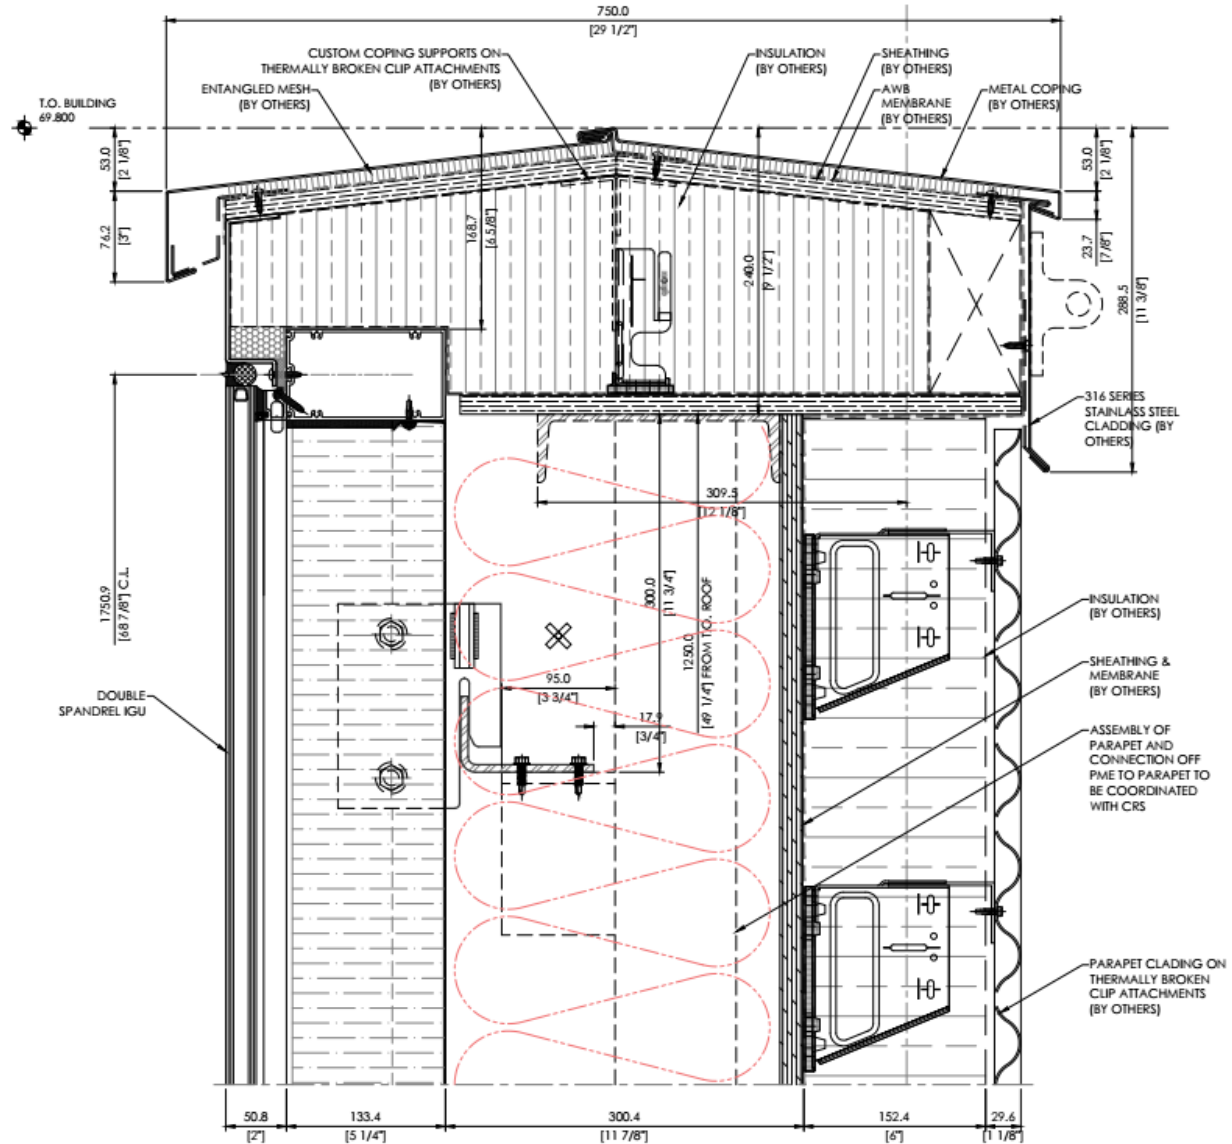 750.0
[29 1/2"]
CUSTOM COPING SUPPORTS ON
THERMALLY BROKEN CLIP ATTACHMENTS
(BY OTHERS)
INSULATION
(BY OTHERS)
SHEATHING
(BY OTHERS)
ENTANGLED MESH
(BY OTHERS)
AWB
MEMBRANE
(BY OTHERS)
METAL COPING
(BY OTHERS)
T.O. BUILDING
69.800
53.0
[2 1/8"]
76.2
[3"]
168.7
[6 5/8"]
240.0
[9 1/2"]
53.0
[2 1/8"]
23.7
[7/8"]
288.5
[11 3/8"]
316 SERIES
STAINLASS STEEL
CLADDING (BY
OTHERS)
309.5
[12 1/8"]
1750.9
[68 7/8"] C.L.
300.0
[11 3/4"]
1250.0
[49 1/4"] FROM T.O. ROOF
INSULATION
(BY OTHERS)
SHEATHING &
MEMBRANE
(BY OTHERS)
95.0
[3 3/4"]
17.9
[3/4"]
DOUBLE
SPANDREL IGU
ASSEMBLY OF
PARAPET AND
CONNECTION OFF
PME TO PARAPET TO
BE COORDINATED
WITH CRS
PARAPET CLADING ON
THERMALLY BROKEN
CLIP ATTACHMENTS
(BY OTHERS)
50.8
[2"]
133.4
[5 1/4"]
300.4
[11 7/8"]
152.4
[6"]
29.6
[1 1/8"]